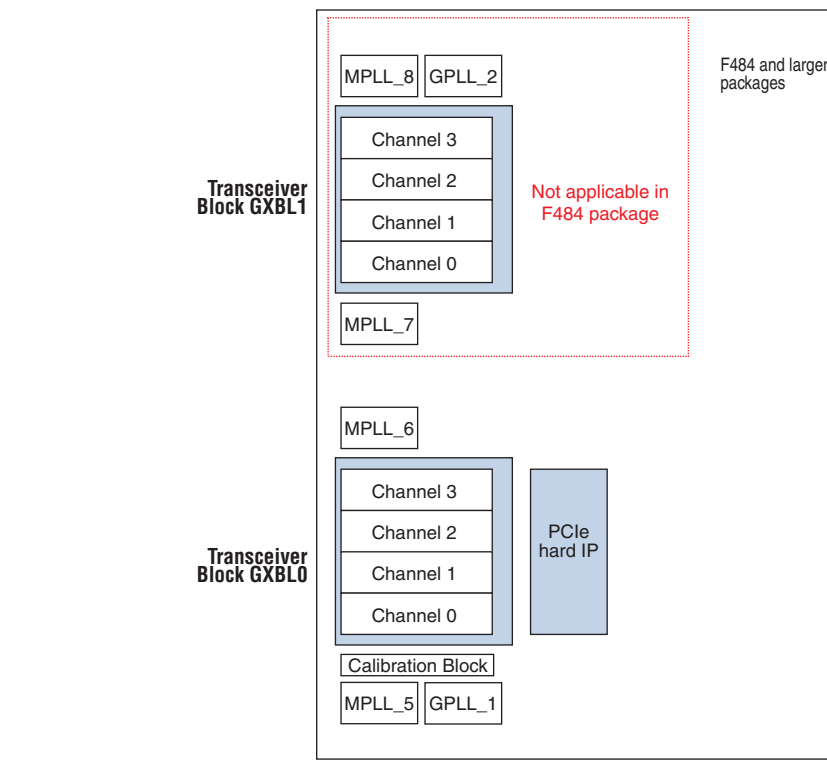 F484 and larger
packages
MPLL_8 GPLL_2
Channel 3
Channel 2
Channel 1
Channel 0
Transceiver
Block GXBL1
Not applicable in
F484 package
MPLL_7
MPLL_6
Channel 3
Channel 2
Channel 1
Channel 0
Transceiver
Block GXBL0
PCIe
hard IP
Calibration Block
MPLL_5 GPLL_1